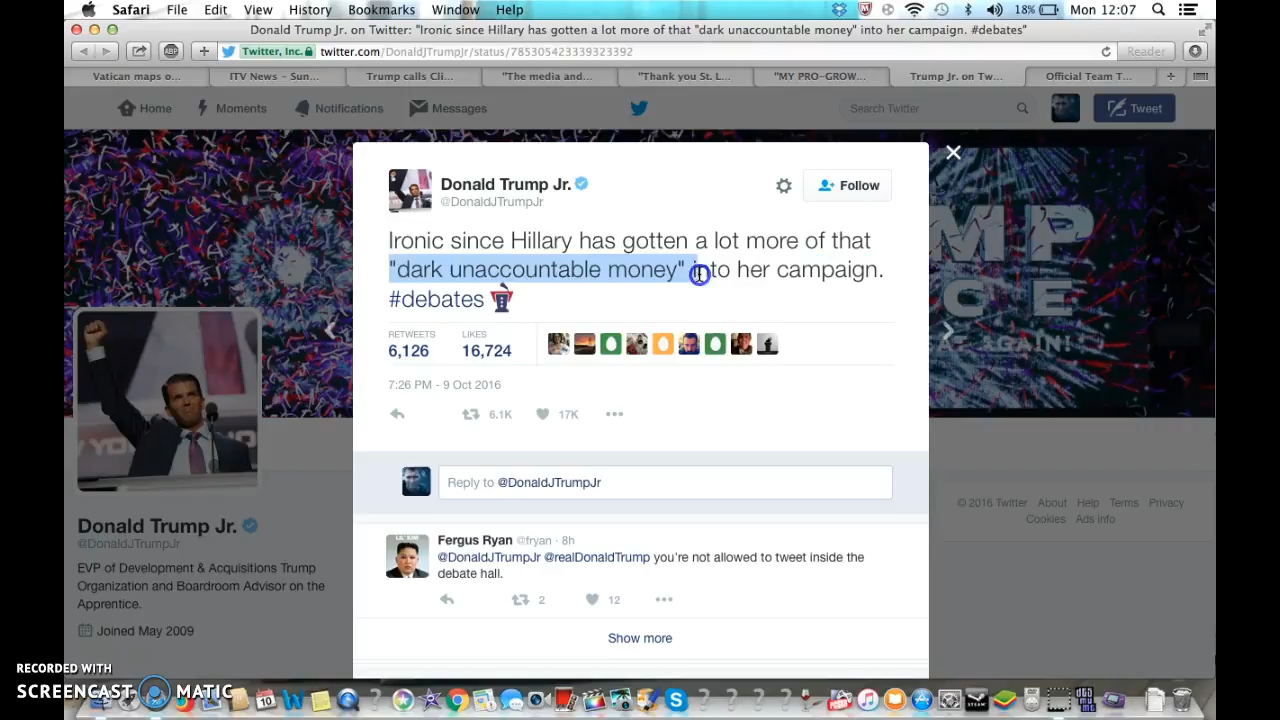 Safari File Edit View History Bookmarks Window Help 18% Mon 12:07
Donald Trump Jr. on Twitter: "Ironic since Hillary has gotten a lot more of that "dark unaccountable money" into her campaign. #debates"
ABP Twitter, Inc. twitter.com/DonaldJTrumpJr/status/785305423339323392 Reader
Vatican maps o... ITV News – Sun... Trump calls Cli... "The media and... "Thank you St. L... "MY PRO-GROW... Trump Jr. on Tw... Official Team T...
Home Moments Notifications Messages Search Twitter Tweet
Donald Trump Jr.
@DonaldJTrumpJr
Follow
Ironic since Hillary has gotten a lot more of that
"dark unaccountable money" into her campaign.
#debates
RETWEETS LIKES
6,126 16,724
7:26 PM - 9 Oct 2016
6.1K 17K
Reply to @DonaldJTrumpJr
Fergus Ryan @fryan · 8h
@DonaldJTrumpJr @realDonaldTrump you're not allowed to tweet inside the
debate hall.
2 12
Show more
Donald Trump Jr.
@DonaldJTrumpJr
EVP of Development & Acquisitions Trump
Organization and Boardroom Advisor on the
Apprentice.
Joined May 2009
© 2016 Twitter About Help Terms Privacy
Cookies Ads info
RECORDED WITH
SCREENCAST MATIC